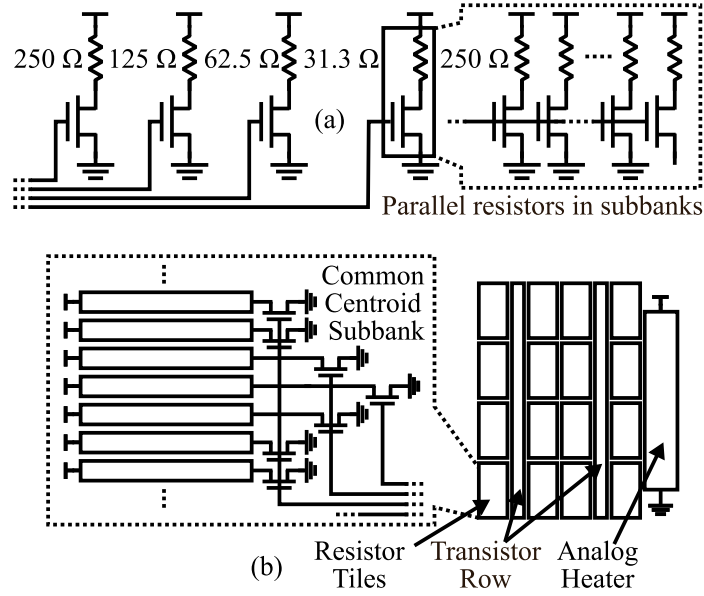 250 Ω 125 Ω 62.5 Ω 31.3 Ω 250 Ω
(a)
Parallel resistors in subbanks
Common
Centroid
Subbank
Resistor
Tiles
Transistor
Row
Analog
Heater
(b)